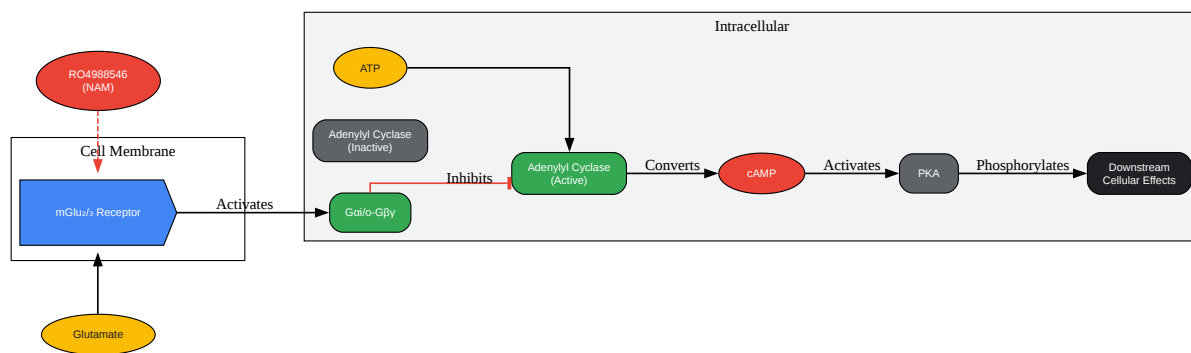 Intracellular
RO4988546
(NAM)
ATP
Adenylyl Cyclase
(Inactive)
Cell Membrane
Adenylyl Cyclase
(Active)
Converts
cAMP
Activates
PKA
Phosphorylates
Downstream
Cellular Effects
Inhibits
mGlu₂/₃ Receptor
Activates
Gαi/o-Gβγ
Glutamate